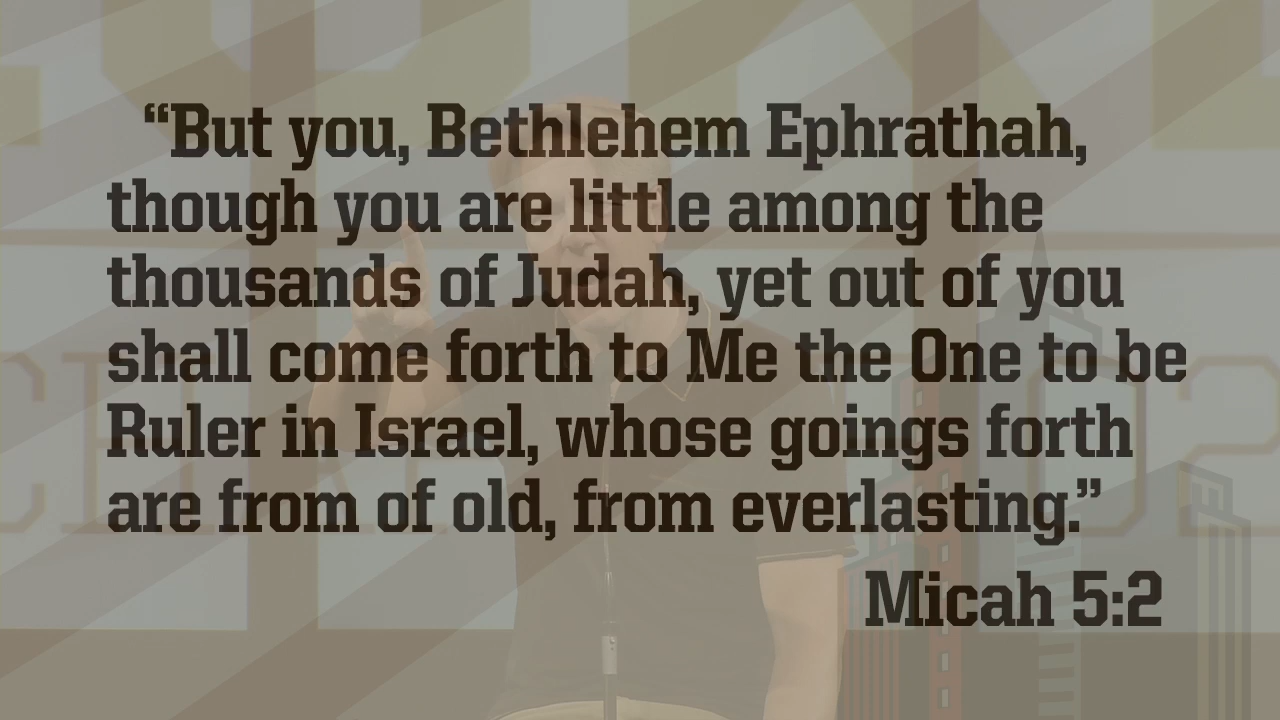 “But you, Bethlehem Ephrathah,
though you are little among the
thousands of Judah, yet out of you
shall come forth to Me the One to be
Ruler in Israel, whose goings forth
are from of old, from everlasting.”
Micah 5:2